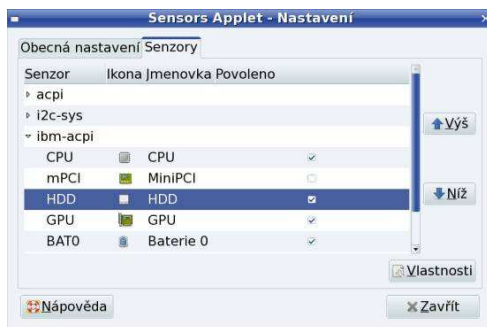 Sensors Applet - Nastavení
Obecná nastavení Senzory
Senzor Ikona Jmenovka Povoleno
acpi
i2c-sys
Výš
ibm-acpi
CPU CPU
mPCI MiniPCI
HDD HDD
Níž
GPU GPU
BAT0 Baterie 0
Vlastnosti
Nápověda Zavřít